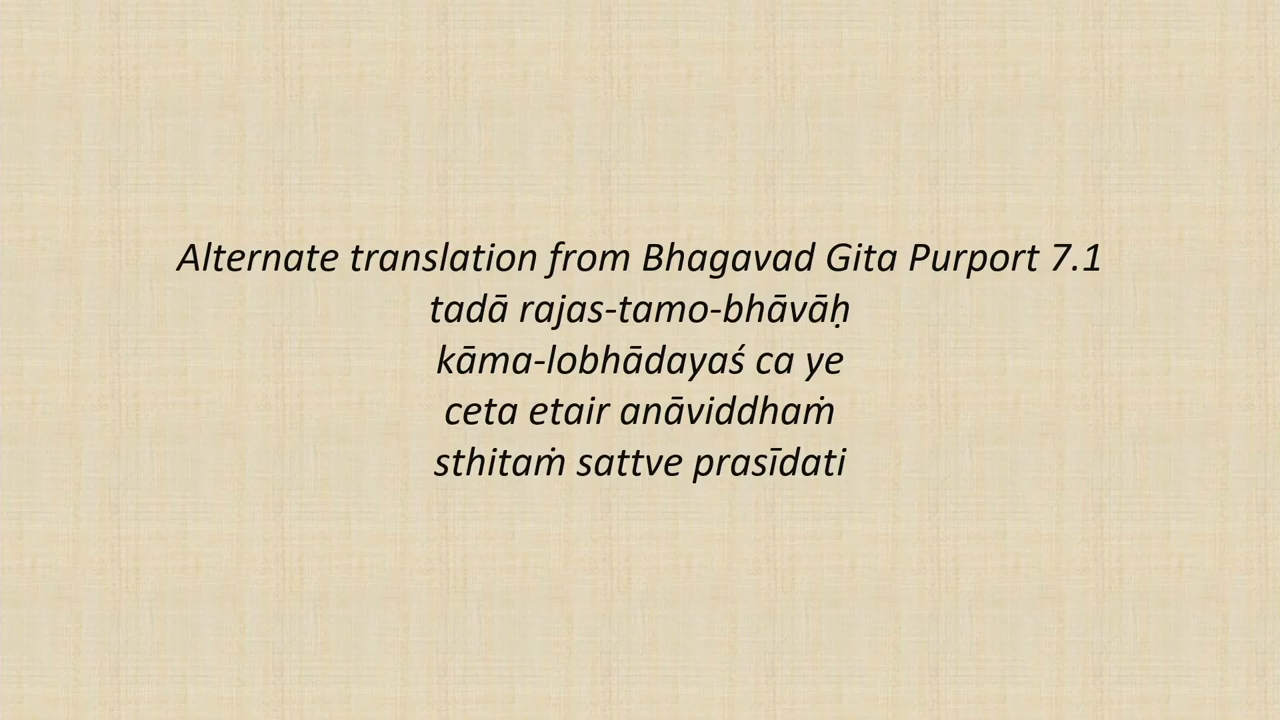 Alternate translation from Bhagavad Gita Purport 7.1
tadā rajas-tamo-bhāvāḥ
kāma-lobhādayaś ca ye
ceta etair anāviddhaṁ
sthitaṁ sattve prasīdati